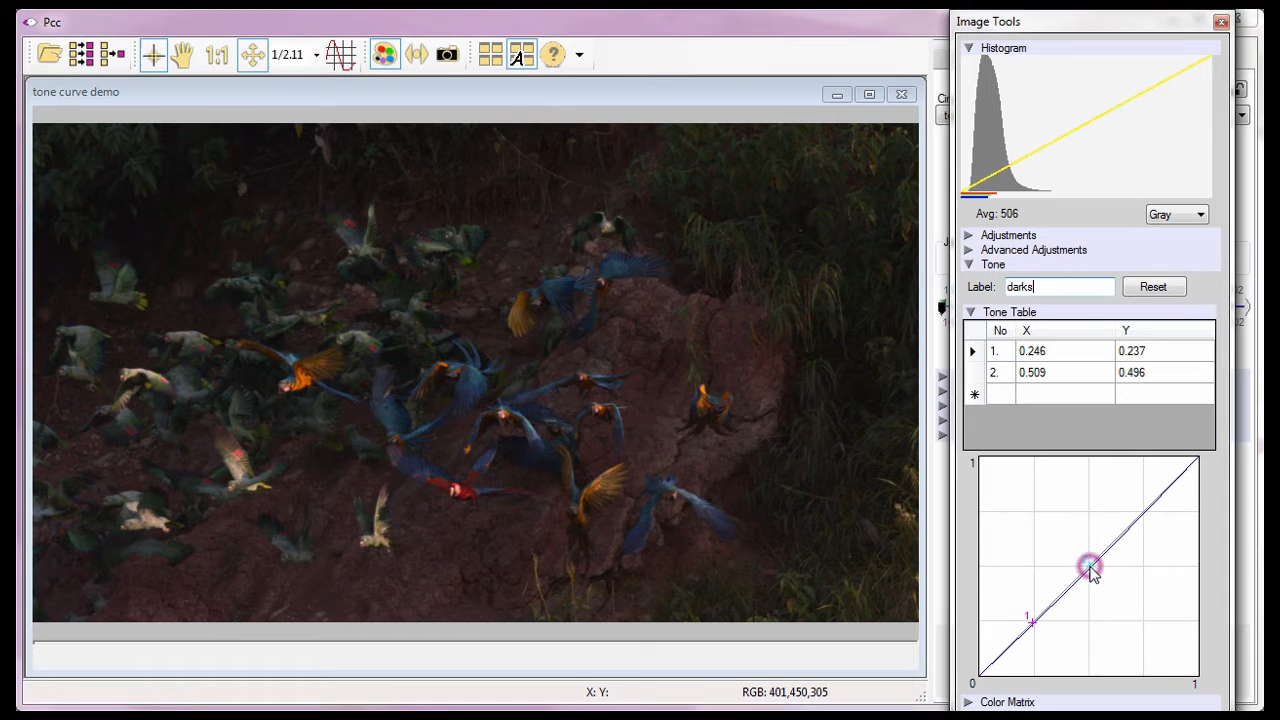 Pcc
Image Tools
1:1
1/2.11
A
?
tone curve demo
Histogram
Avg: 506
Gray
Adjustments
Advanced Adjustments
Tone
Label: darks Reset
Tone Table
No X Y
1. 0.246 0.237
2. 0.509 0.496
1
1
0 1
Color Matrix
X: Y: RGB: 401,450,305